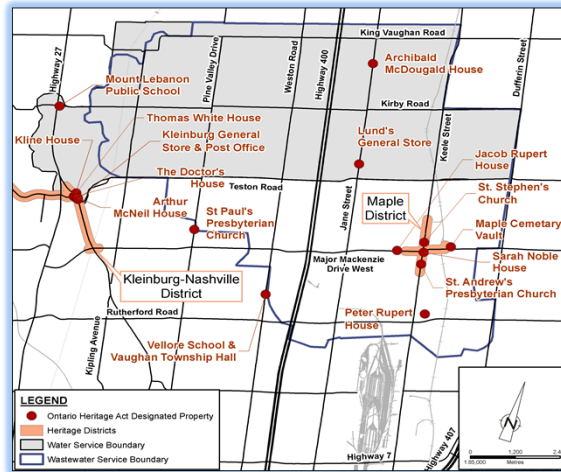 King Vaughan Road
Highway 27
Pine Valley Drive
Weston Road
Highway 400
Dufferin Street
Archibald
McDougald House
Mount Lebanon
Public School
Kirby Road
Thomas White House
Keele Street
Kline House
Kleinburg General
Store & Post Office
Lund's
General Store
Jacob Rupert
House
The Doctor's
House
Teston Road
St. Stephen's
Church
Arthur
McNeil House
Jane Street
Maple
District
St Paul's
Presbyterian
Church
Maple Cemetary
Vault
Major Mackenzie
Drive West
Sarah Noble
House
Kleinburg-Nashville
District
St. Andrew's
Presbyterian Church
Rutherford Road
Peter Rupert
House
Kipling Avenue
Vellore School &
Vaughan Township Hall
LEGEND
Ontario Heritage Act Designated Property
Heritage Districts
Water Service Boundary
Wastewater Service Boundary
Highway 7
Highway 407
0 1,200 2,4
1:85,000 Metres